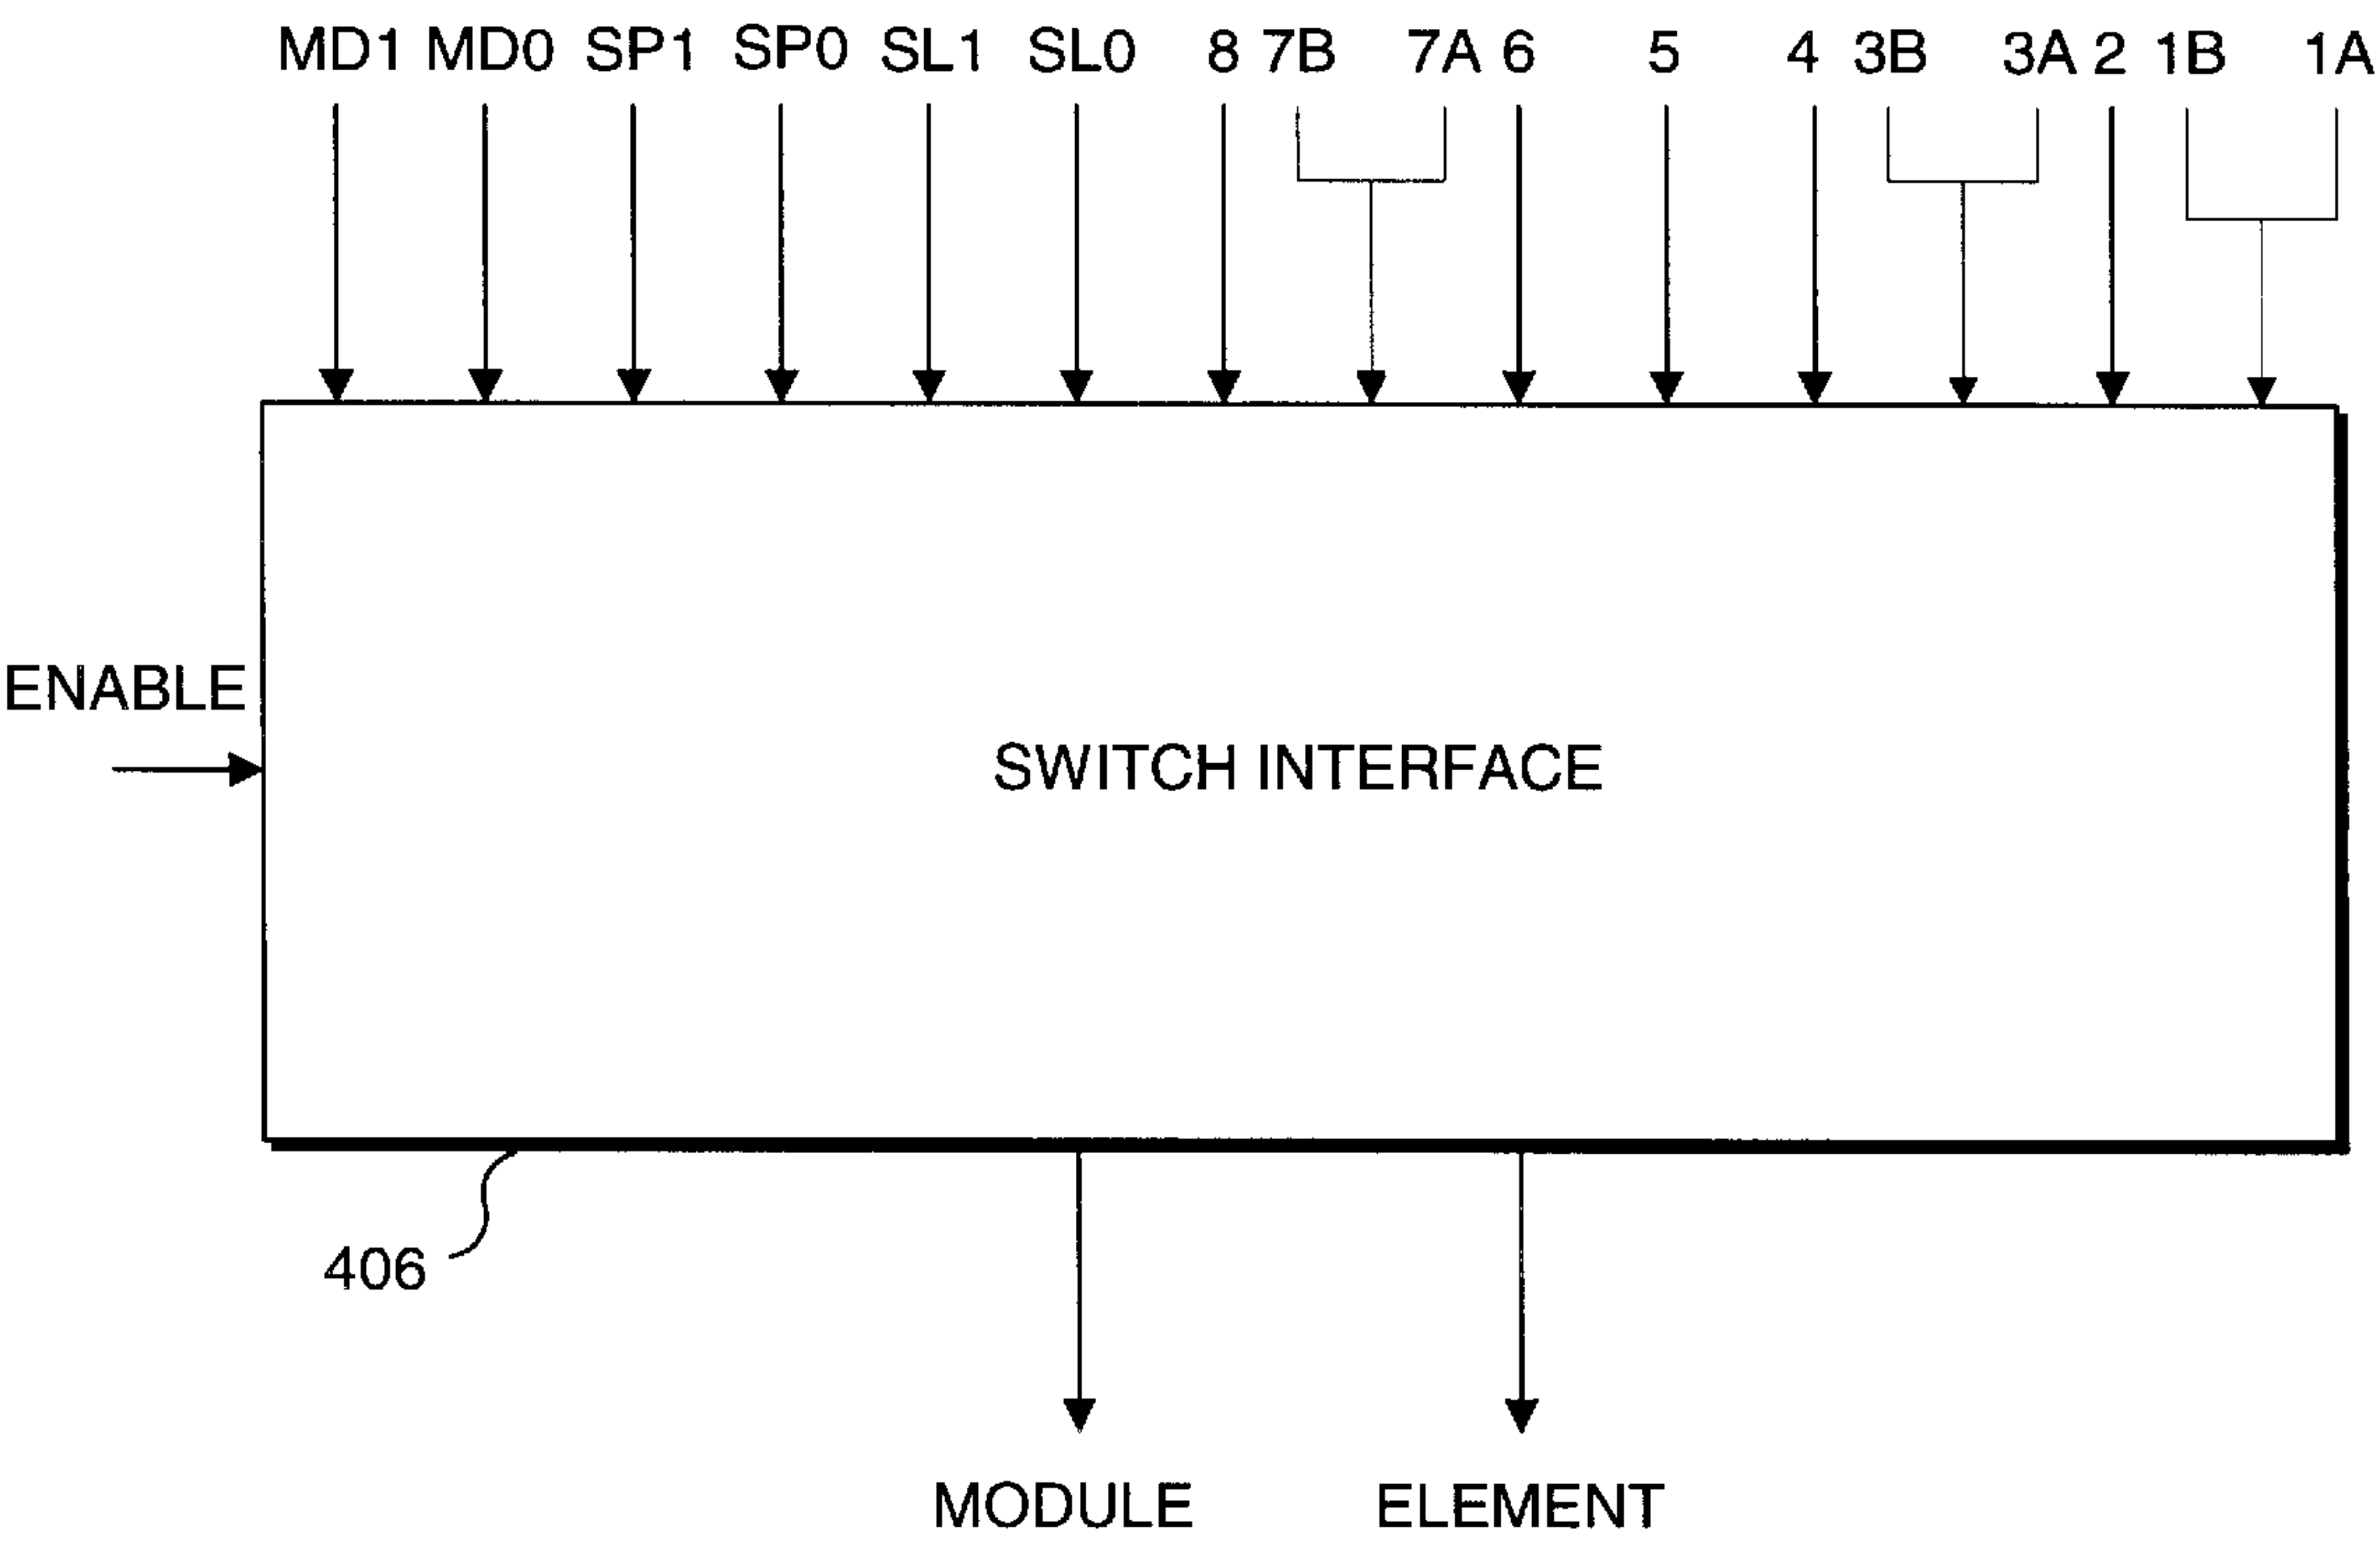 MD1 MD0 SP1 SP0 SL1 SL0 8 7B 7A 6 5 4 3B 3A 2 1B 1A
ENABLE
SWITCH INTERFACE
406
MODULE ELEMENT